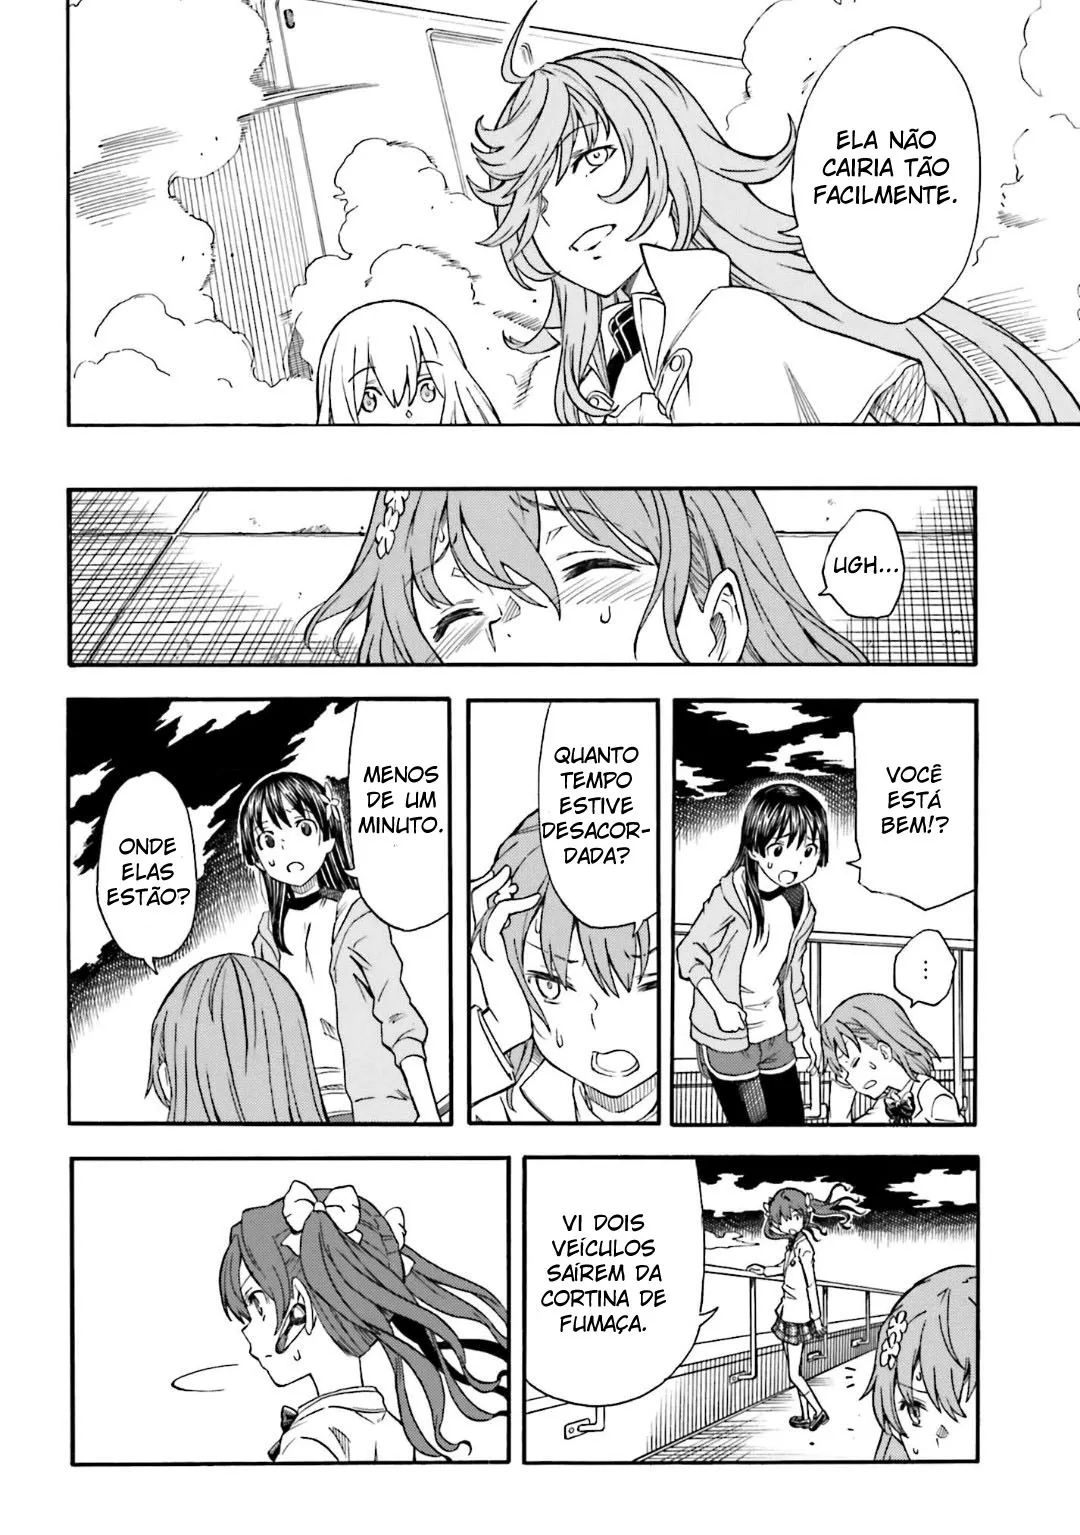 ELA NÃO
CAIRIA TÃO
FACILMENTE.
UGH...
VOCÊ
ESTÁ
BEM!?
...
QUANTO
TEMPO
ESTIVE
DESACOR-
DADA?
MENOS
DE UM
MINUTO.
ONDE
ELAS
ESTÃO?
VI DOIS
VEÍCULOS
SAÍREM DA
CORTINA DE
FUMAÇA.